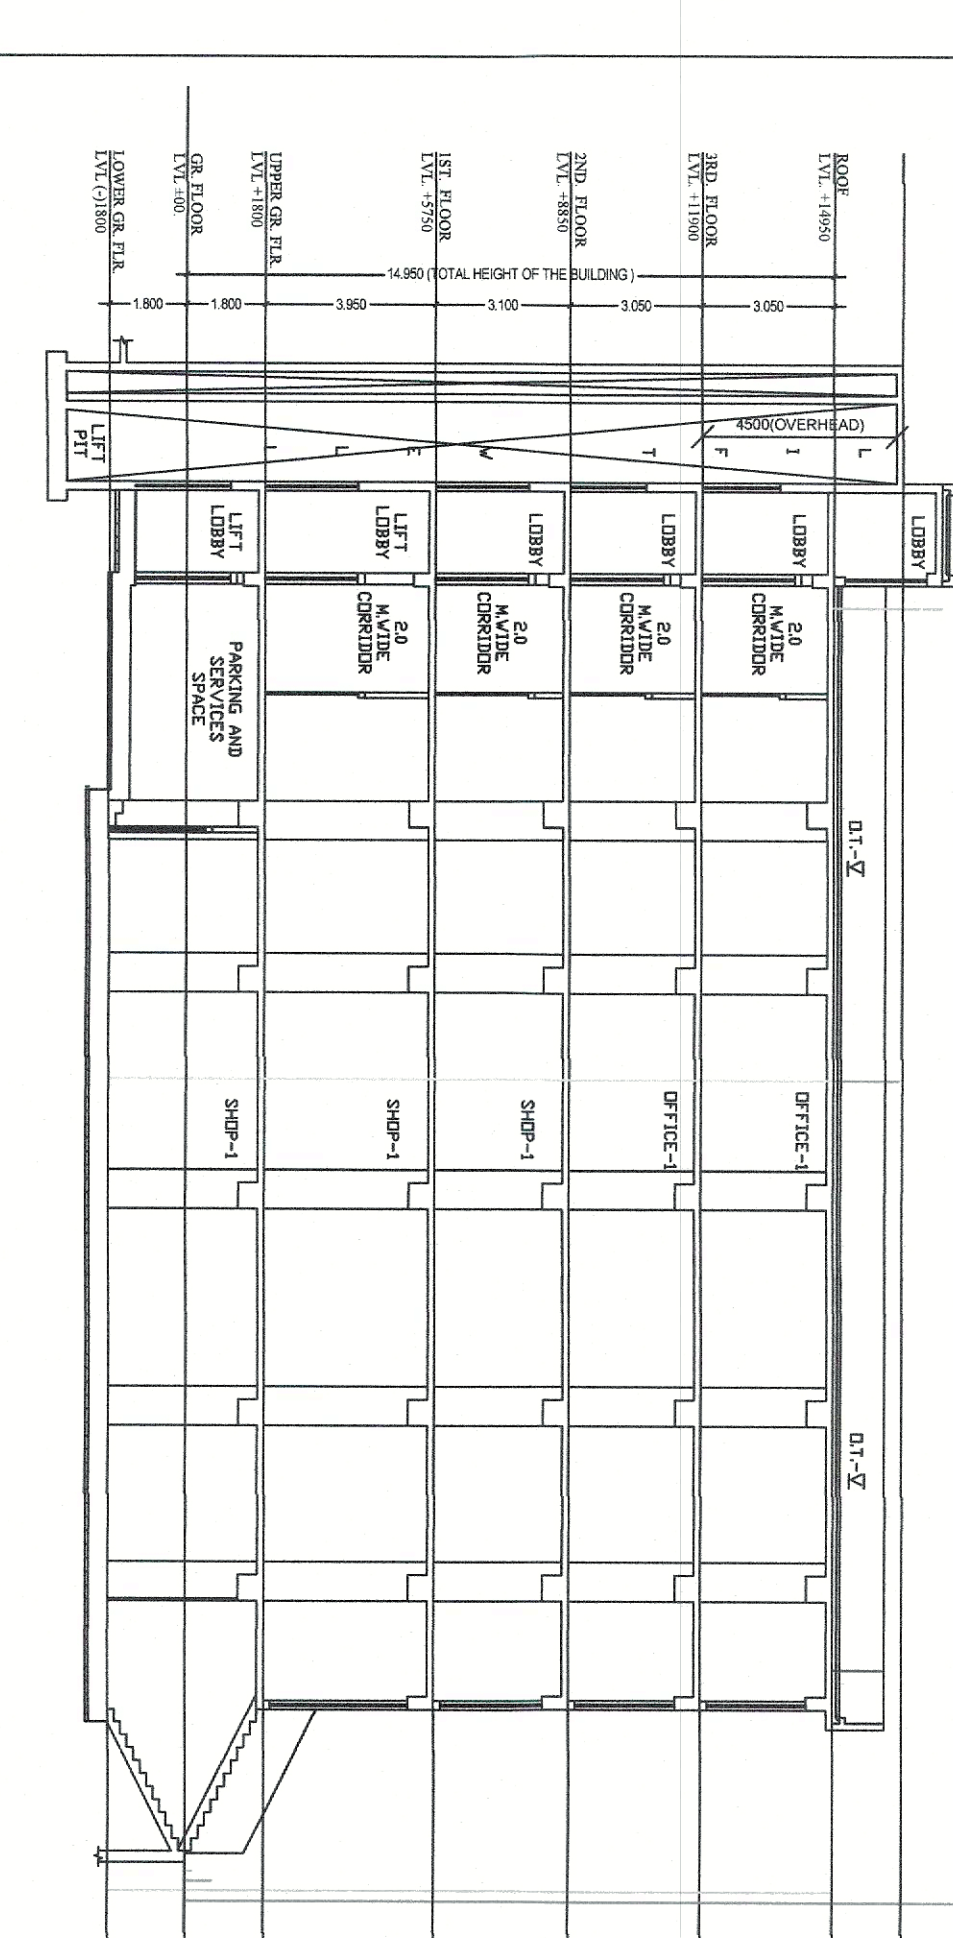 ROOF
LVL. +14950
3RD. FLOOR
LVL. +11900
2ND. FLOOR
LVL. +8850
1ST. FLOOR
LVL. +5750
UPPER GR. FLR.
LVL +1800
GR. FLOOR
LVL ±00.
LOWER GR. FLR.
LVL (-)1800
14.950 (TOTAL HEIGHT OF THE BUILDING )
1.800
1.800
3.950
3.100
3.050
3.050
4500(OVERHEAD)
L I F T W E L L
LIFT
PIT
LOBBY
LOBBY
LOBBY
LOBBY
LIFT
LOBBY
LIFT
LOBBY
2.0
M.WIDE
CORRIDOR
2.0
M.WIDE
CORRIDOR
2.0
M.WIDE
CORRIDOR
2.0
M.WIDE
CORRIDOR
PARKING AND
SERVICES
SPACE
O.T.-V
OFFICE-1
OFFICE-1
SHOP-1
SHOP-1
SHOP-1
O.T.-V